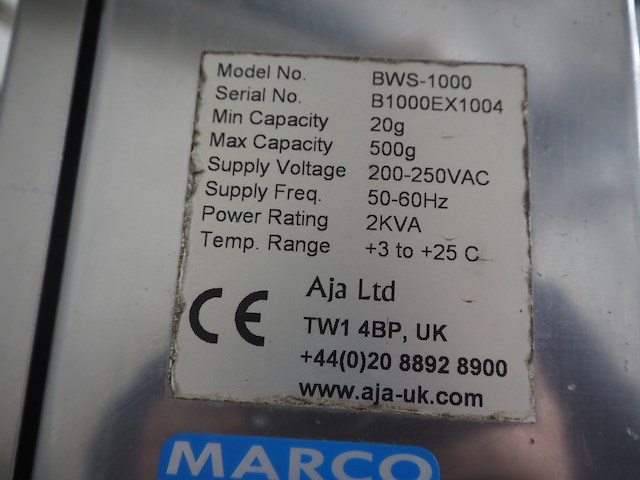 Model No. BWS-1000
Serial No. B1000EX1004
Min Capacity 20g
Max Capacity 500g
Supply Voltage 200-250VAC
Supply Freq. 50-60Hz
Power Rating 2KVA
Temp. Range +3 to +25 C
CE Aja Ltd
TW1 4BP, UK
+44(0)20 8892 8900
www.aja-uk.com
MARCO